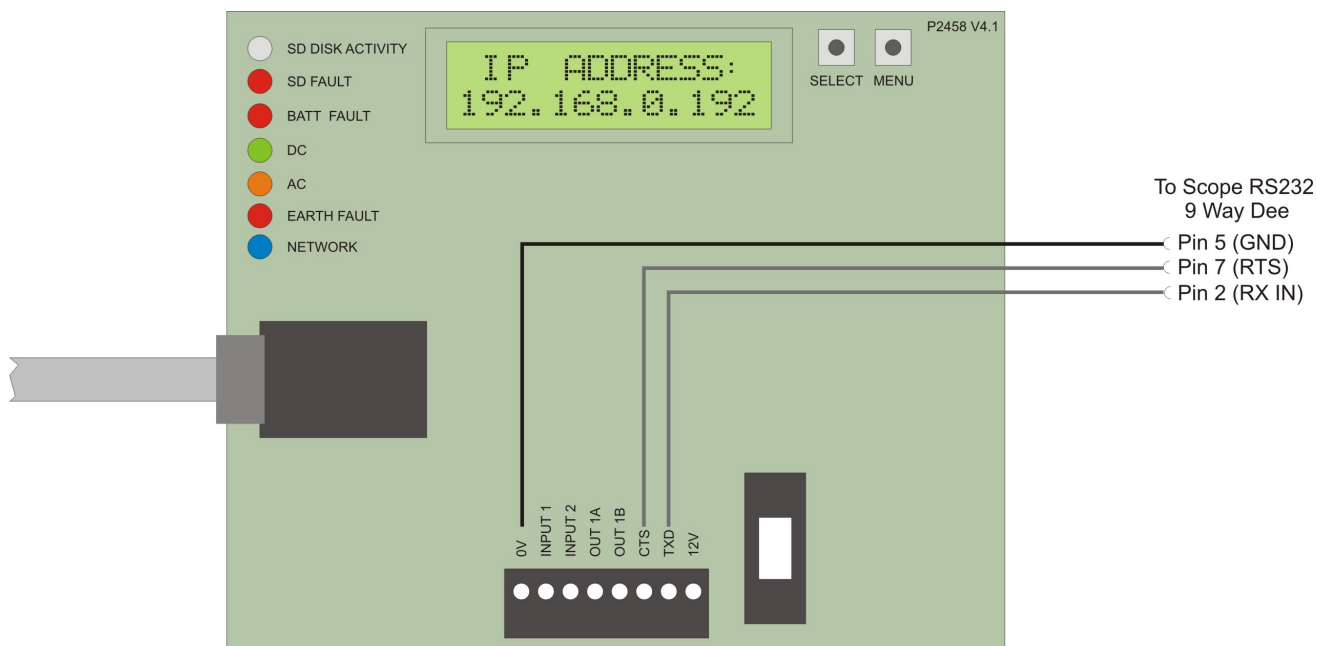 P2458 V4.1
SD DISK ACTIVITY
SD FAULT
BATT FAULT
DC
AC
EARTH FAULT
NETWORK
IP ADDRESS:
192.168.0.192
SELECT
MENU
To Scope RS232
9 Way Dee
Pin 5 (GND)
Pin 7 (RTS)
Pin 2 (RX IN)
0V
INPUT 1
INPUT 2
OUT 1A
OUT 1B
CTS
TXD
12V